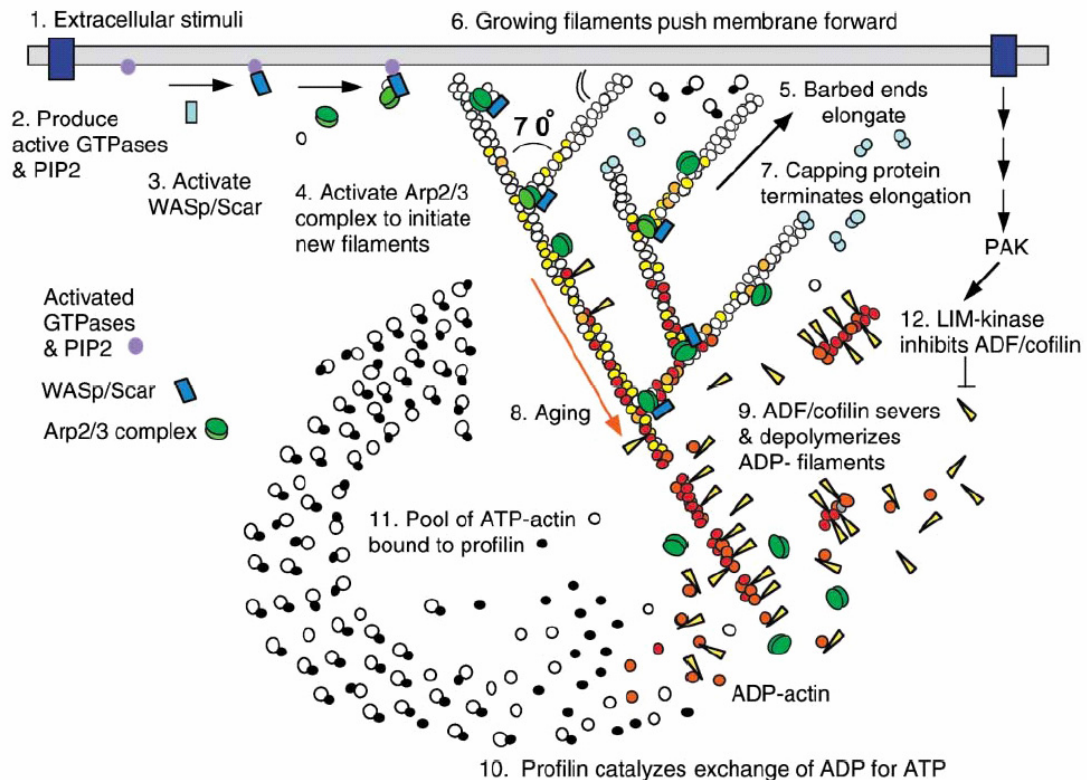 1. Extracellular stimuli
6. Growing filaments push membrane forward
2. Produce
active GTPases
& PIP2
3. Activate
WASp/Scar
4. Activate Arp2/3
complex to initiate
new filaments
70°
5. Barbed ends
elongate
7. Capping protein
terminates elongation
PAK
12. LIM-kinase
inhibits ADF/cofilin
Activated
GTPases
& PIP2
WASp/Scar
Arp2/3 complex
8. Aging
9. ADF/cofilin severs
& depolymerizes
ADP- filaments
11. Pool of ATP-actin
bound to profilin
ADP-actin
10. Profilin catalyzes exchange of ADP for ATP